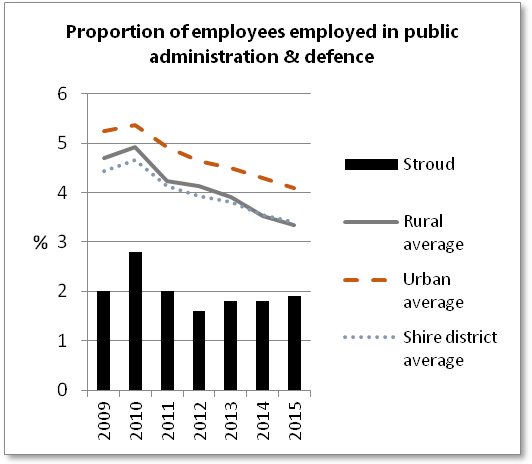 Proportion of employees employed in public
administration & defence
6
5
4
3
2
1
0
%
2009
2010
2011
2012
2013
2014
2015
Stroud
Rural
average
Urban
average
Shire district
average